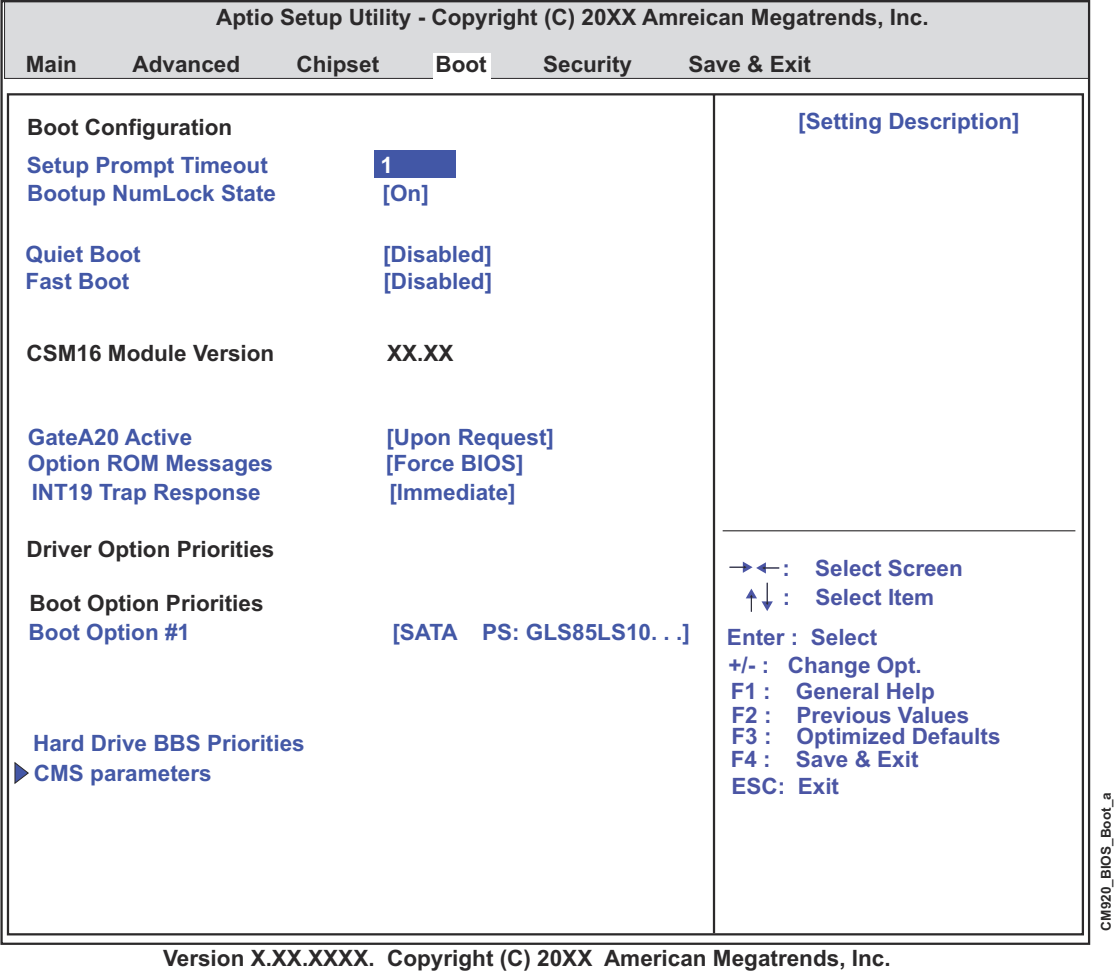 Aptio Setup Utility - Copyright (C) 20XX Amreican Megatrends, Inc.
Main Advanced Chipset Boot Security Save & Exit
Boot Configuration
Setup Prompt Timeout 1
Bootup NumLock State [On]
Quiet Boot [Disabled]
Fast Boot [Disabled]
CSM16 Module Version XX.XX
GateA20 Active [Upon Request]
Option ROM Messages [Force BIOS]
INT19 Trap Response [Immediate]
Driver Option Priorities
Boot Option Priorities
Boot Option #1 [SATA PS: GLS85LS10. . .]
Hard Drive BBS Priorities
CMS parameters
[Setting Description]
→←: Select Screen
↑↓ : Select Item
Enter : Select
+/- : Change Opt.
F1 : General Help
F2 : Previous Values
F3 : Optimized Defaults
F4 : Save & Exit
ESC: Exit
CM920_BIOS_Boot_a
Version X.XX.XXXX. Copyright (C) 20XX American Megatrends, Inc.